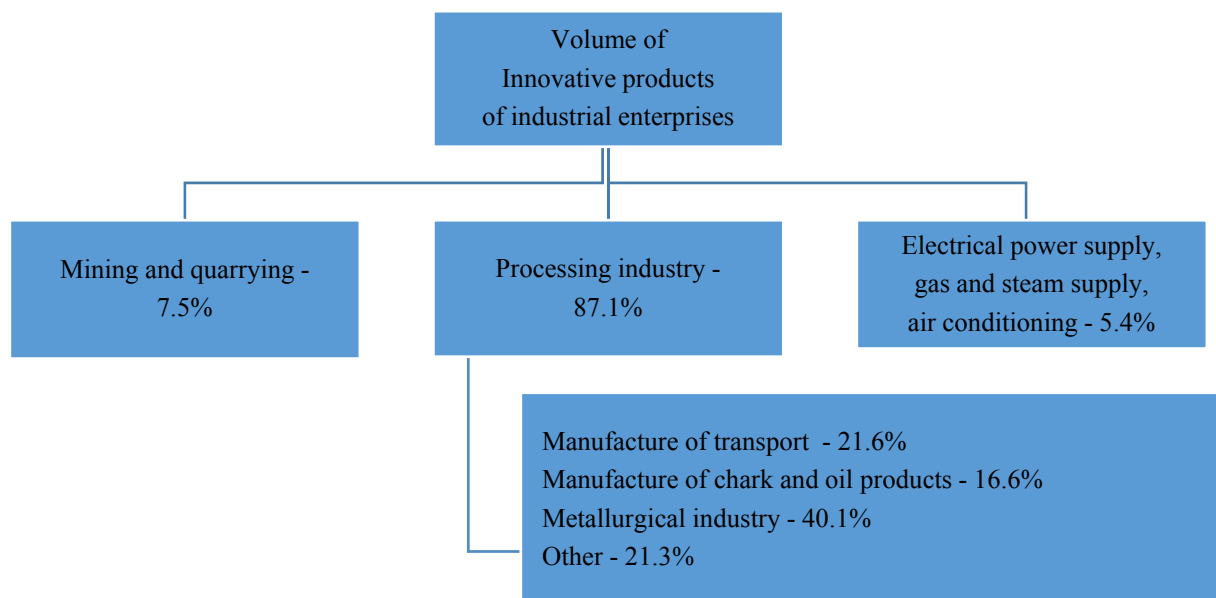 Volume of
Innovative products
of industrial enterprises
Mining and quarrying -
7.5%
Processing industry -
87.1%
Electrical power supply,
gas and steam supply,
air conditioning - 5.4%
Manufacture of transport - 21.6%
Manufacture of chark and oil products - 16.6%
Metallurgical industry - 40.1%
Other - 21.3%